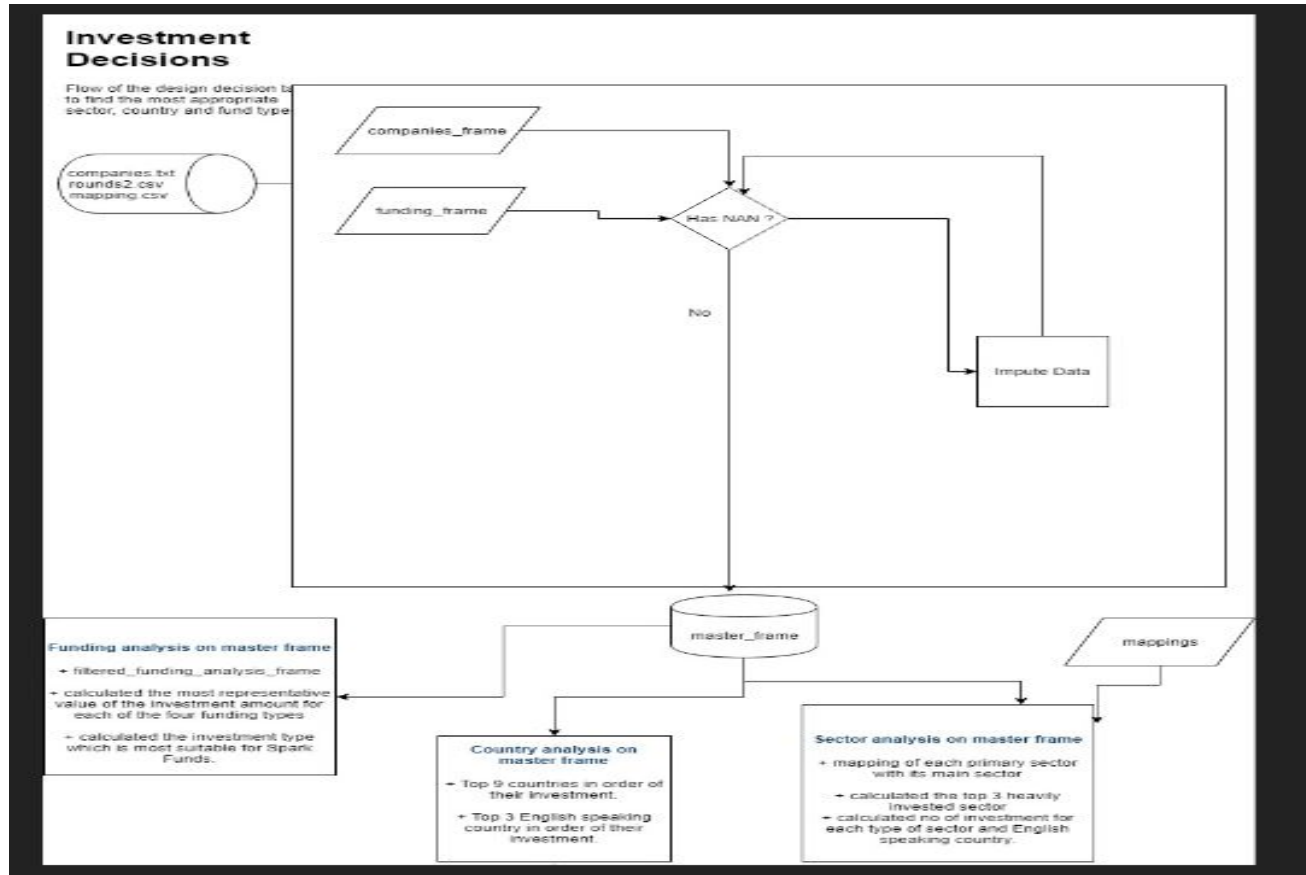 Investment
Decisions
Flow of the design decision
to find the most appropriate
sector, country and fund type
companies.txt
rounds2.csv
mapping.csv
companies_frame
funding_frame
Has NAN ?
No
Impute Data
master_frame
mappings
Funding analysis on master frame
+ filtered_funding_analysis_frame
+ calculated the most representative
value of the investment amount for
each of the four funding types
+ calculated the investment type
which is most suitable for Spark
Funds.
Country analysis on
master frame
+ Top 9 countries in order of
their investment.
+ Top 3 English speaking
country in order of their
investment.
Sector analysis on master frame
+ mapping of each primary sector
with its main sector
+ calculated the top 3 heavily
invested sector
+ calculated no of investment for
each type of sector and English
speaking country.